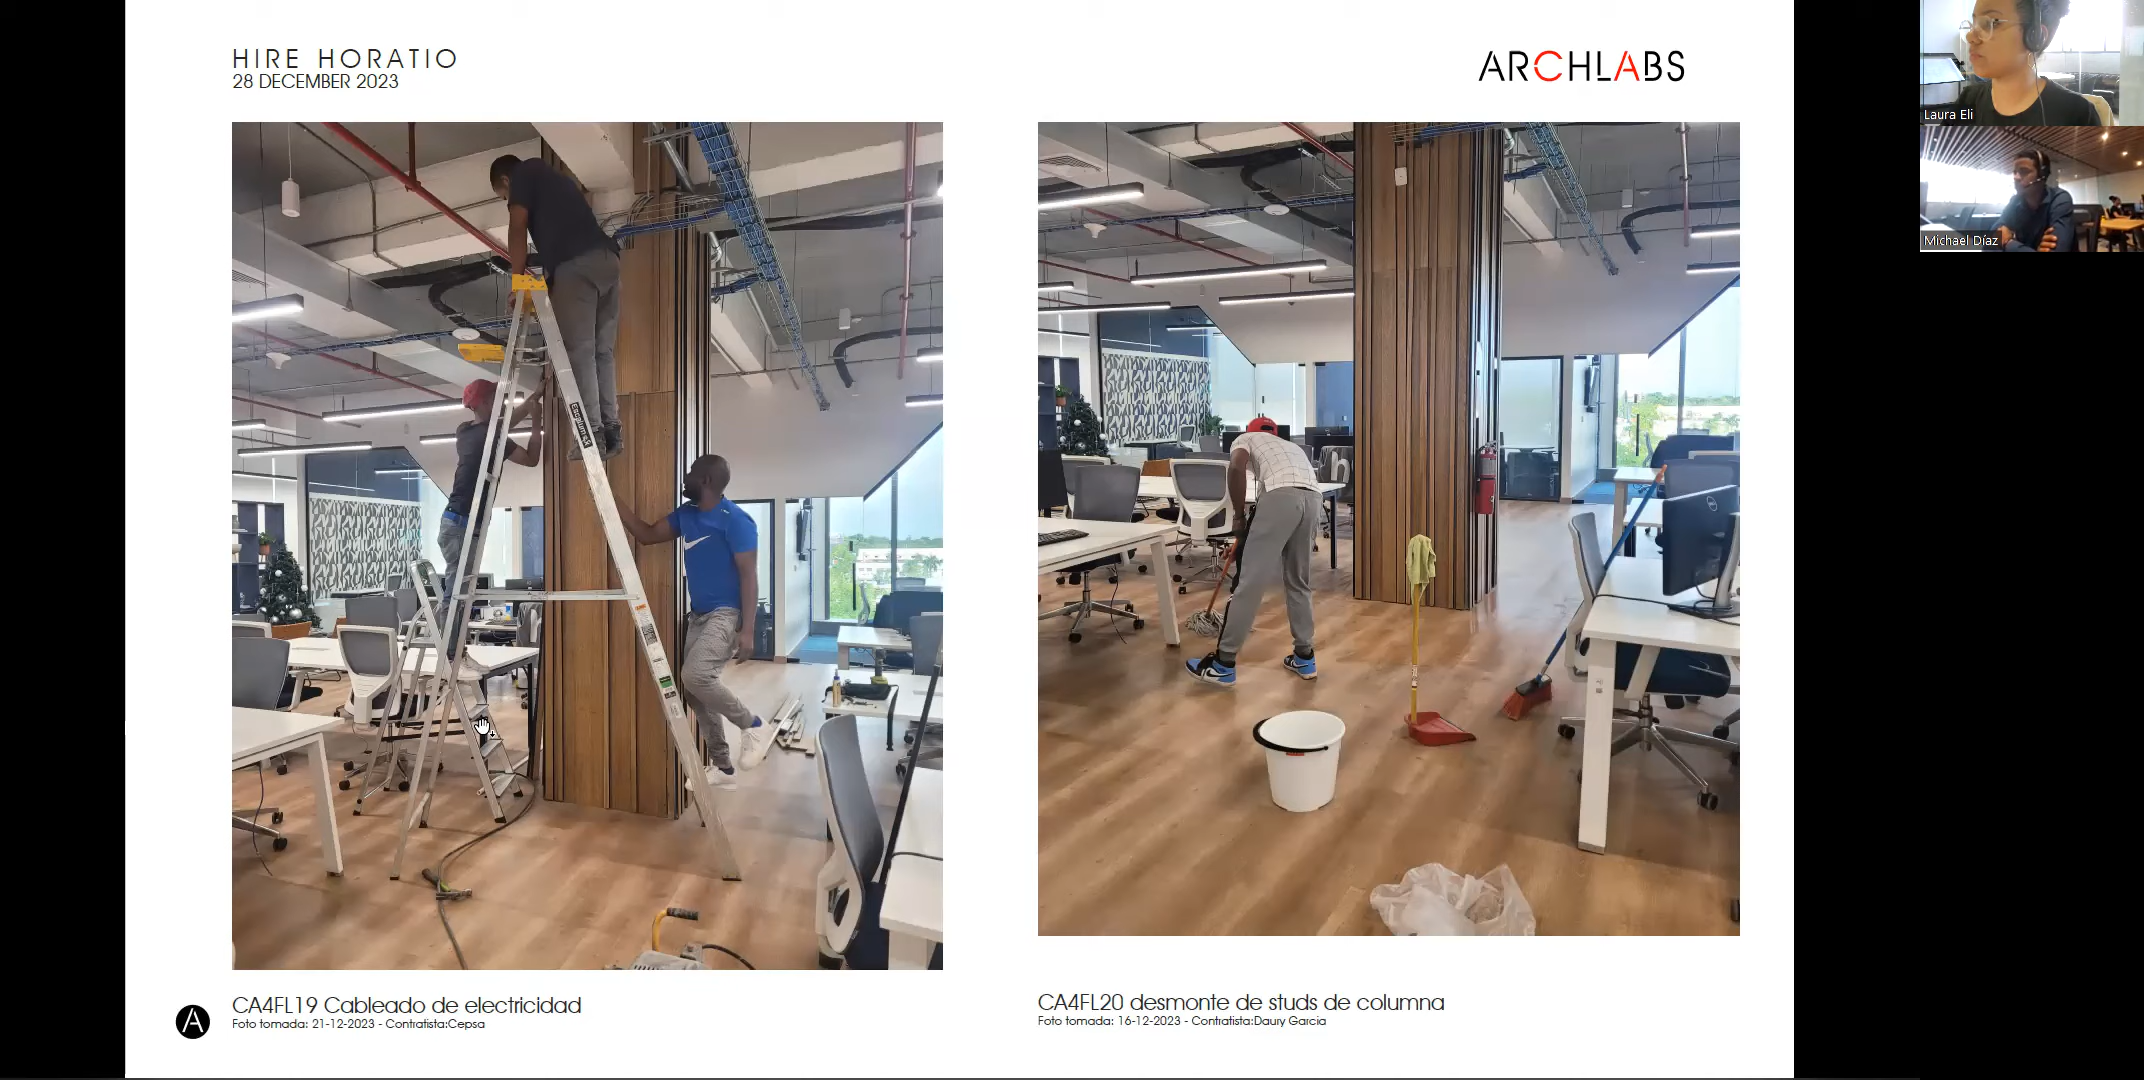 HIRE HORATIO
28 DECEMBER 2023
ARCHLABS
CA4FL19 Cableado de electricidad
Foto tomada: 21-12-2023 - Contratista:Cepsa
CA4FL20 desmonte de studs de columna
Foto tomada: 16-12-2023 - Contratista:Daury Garcia
Laura Eli
Michael Díaz